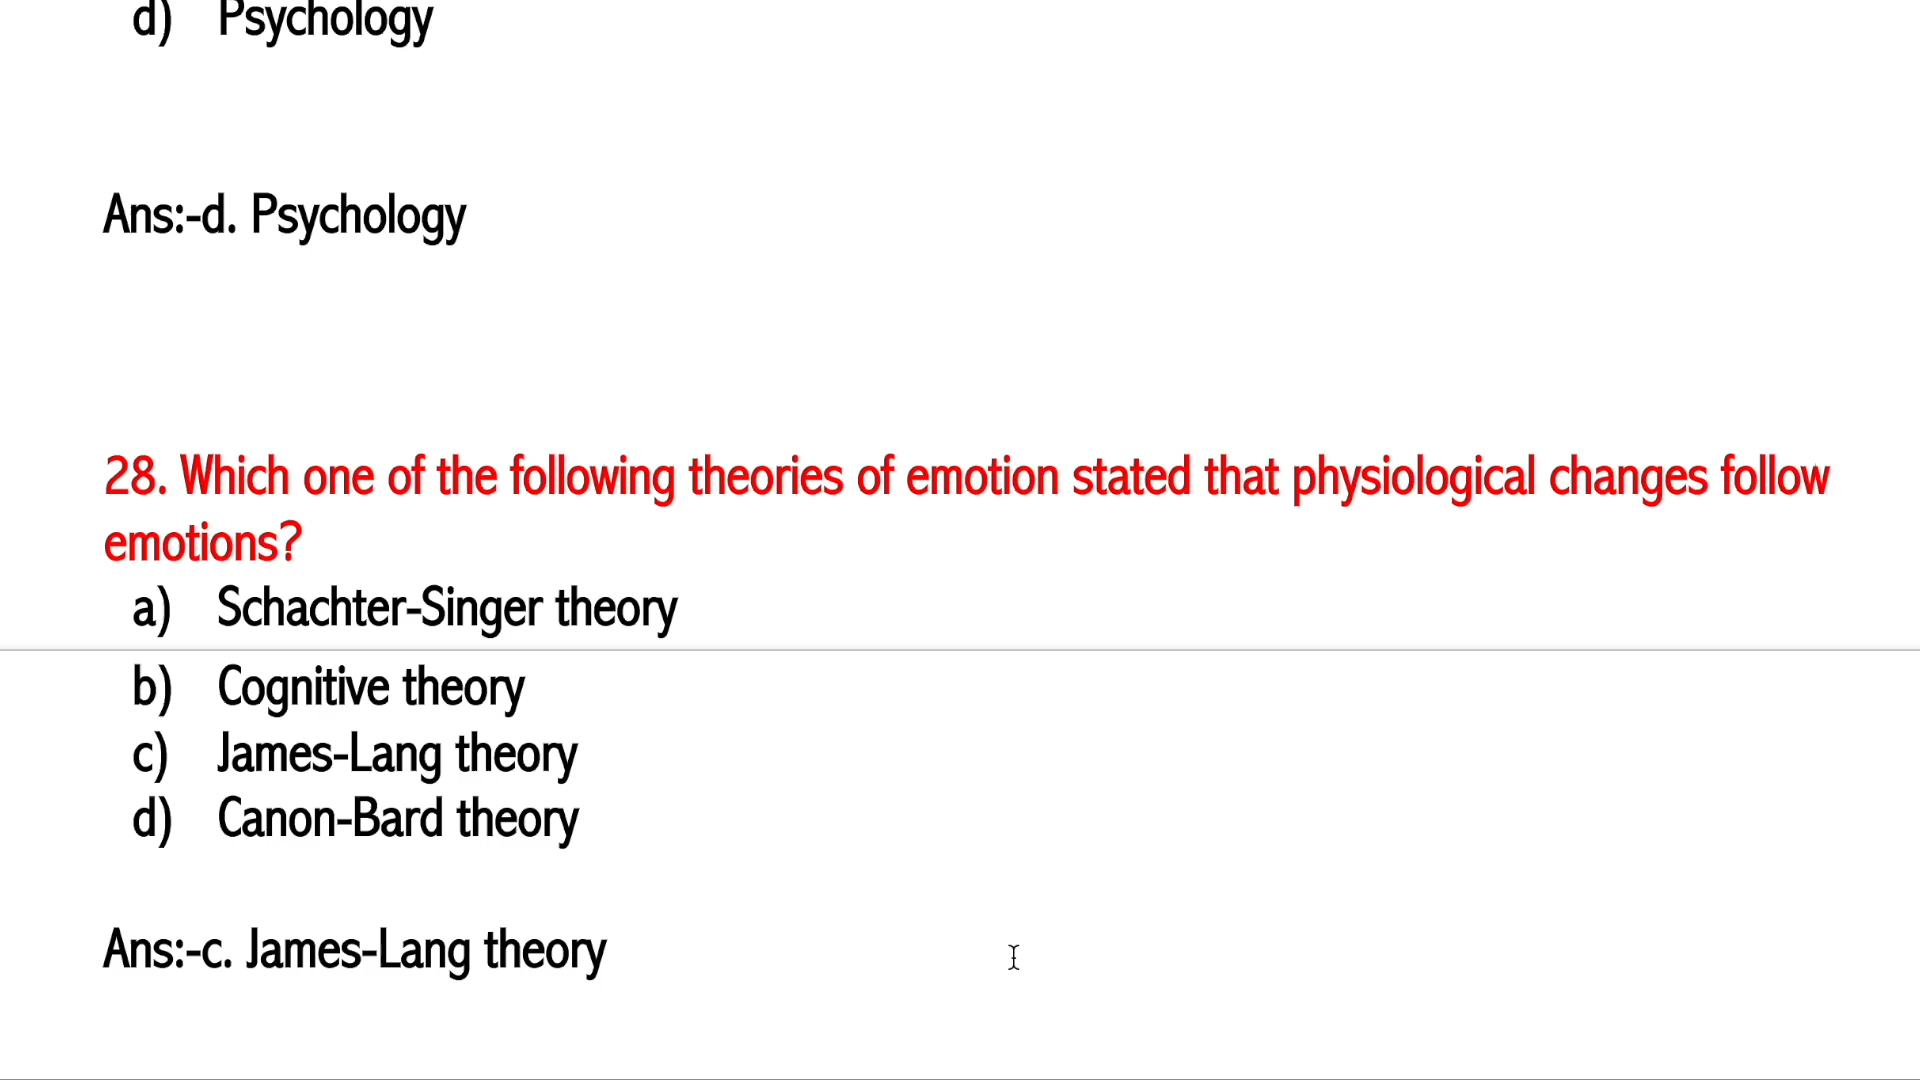 d) Psychology
Ans:-d. Psychology
28. Which one of the following theories of emotion stated that physiological changes follow
emotions?
a) Schachter-Singer theory
b) Cognitive theory
c) James-Lang theory
d) Canon-Bard theory
Ans:-c. James-Lang theory